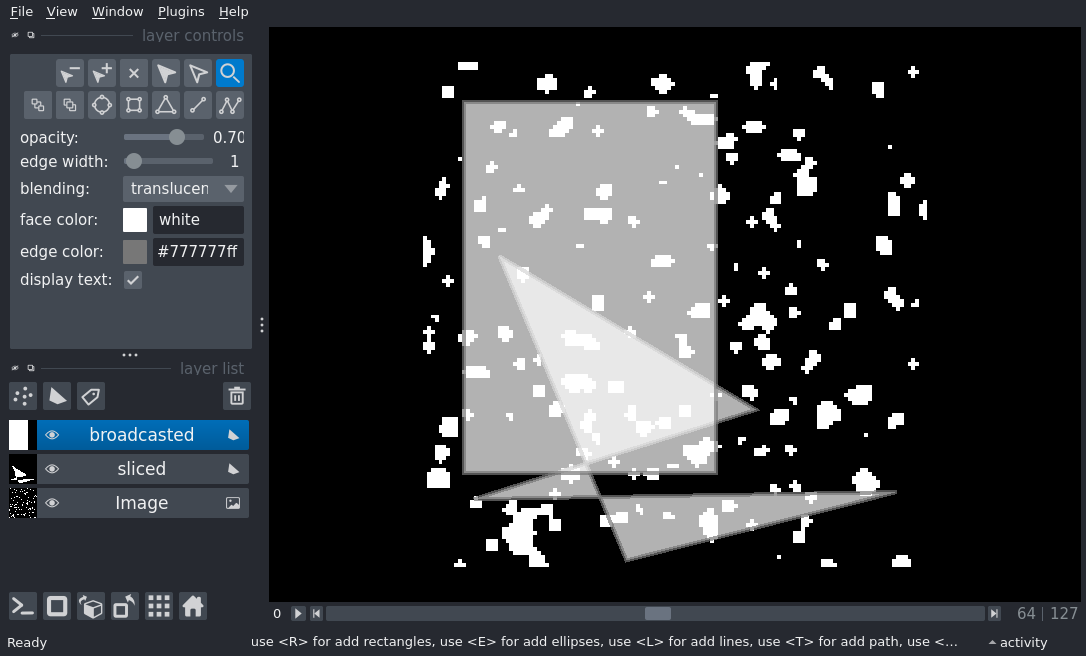 File View Window Plugins Help
layer controls
opacity: 0.70
edge width: 1
blending: translucen
face color: white
edge color: #777777ff
display text:
layer list
broadcasted
sliced
Image
0 64 127
Ready use <R> for add rectangles, use <E> for add ellipses, use <L> for add lines, use <T> for add path, use <... activity